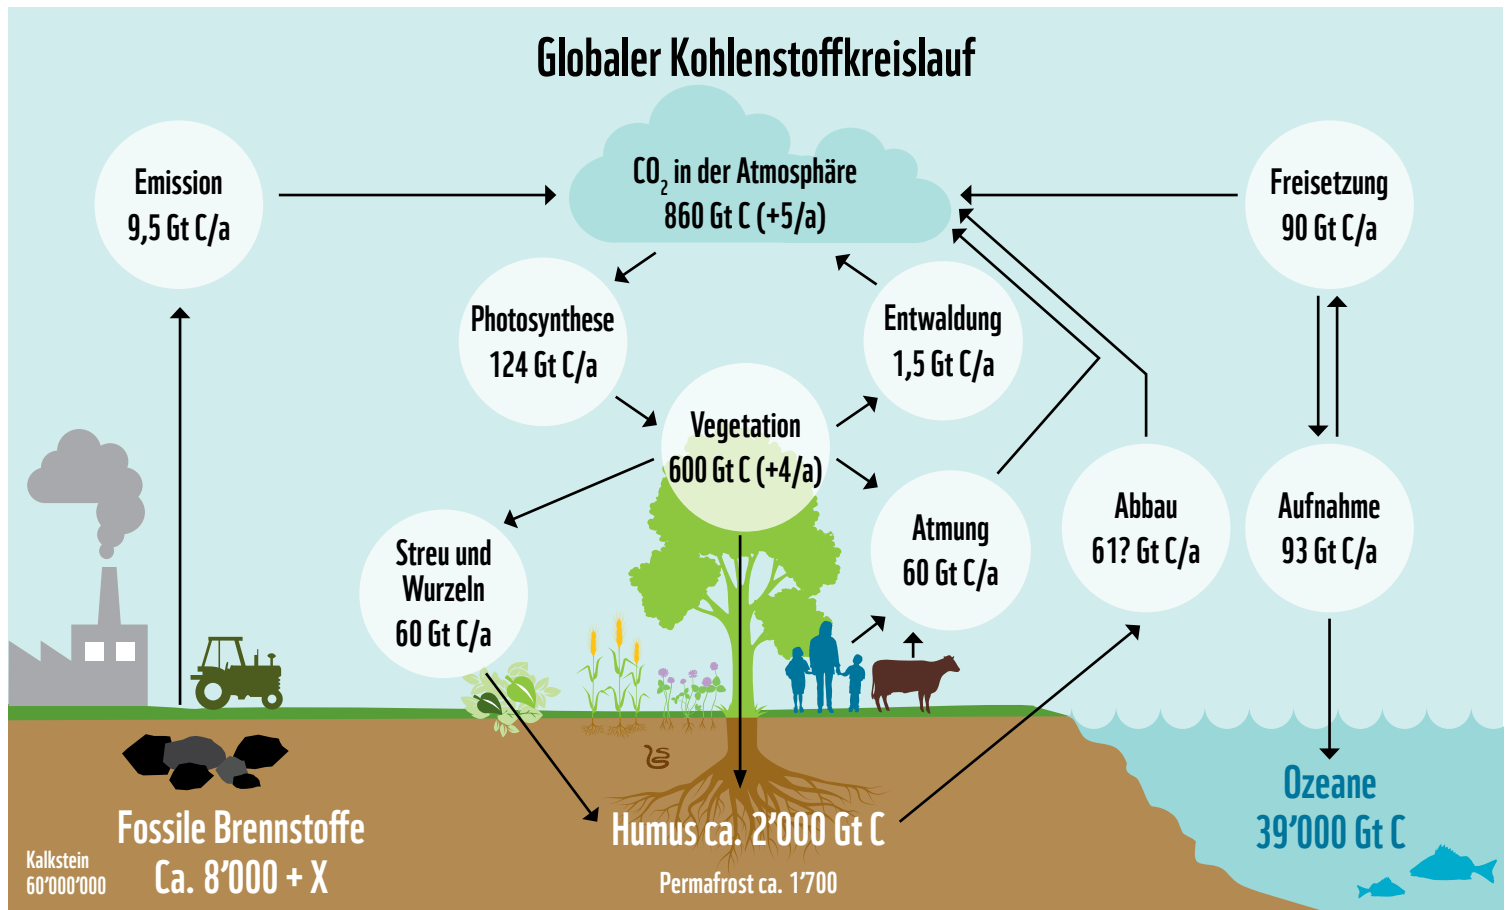 Globaler Kohlenstoffkreislauf
Emission
9,5 Gt C/a
CO₂ in der Atmosphäre
860 Gt C (+5/a)
Freisetzung
90 Gt C/a
Photosynthese
124 Gt C/a
Entwaldung
1,5 Gt C/a
Vegetation
600 Gt C (+4/a)
Streu und
Wurzeln
60 Gt C/a
Atmung
60 Gt C/a
Abbau
61? Gt C/a
Aufnahme
93 Gt C/a
Fossile Brennstoffe
Ca. 8’000 + X
Kalkstein
60’000’000
Humus ca. 2’000 Gt C
Permafrost ca. 1’700
Ozeane
39’000 Gt C